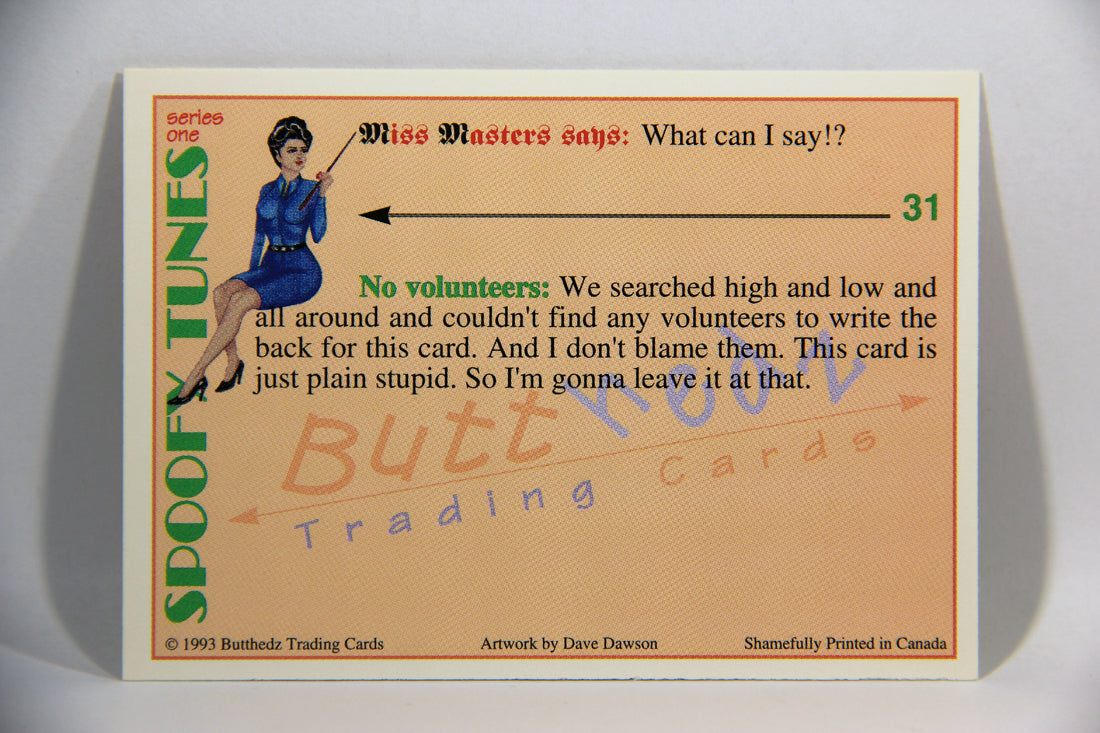 series
one
SPOOFY TUNES
Miss Masters says: What can I say!?
31
No volunteers: We searched high and low and
all around and couldn't find any volunteers to write the
back for this card. And I don't blame them. This card is
just plain stupid. So I'm gonna leave it at that.
Butt hedz
Trading Cards
© 1993 Butthedz Trading Cards
Artwork by Dave Dawson
Shamefully Printed in Canada